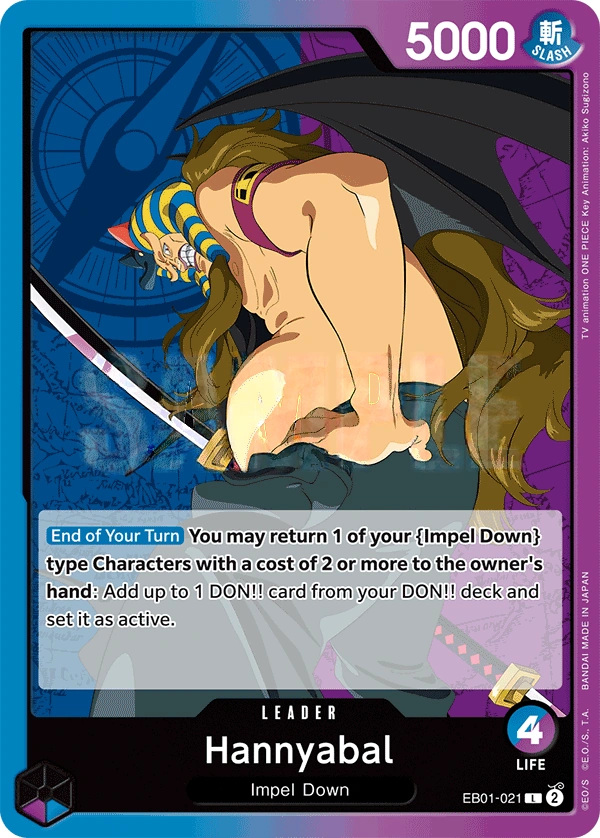 5000
斬
SLASH
TV animation ONE PIECE Key Animation: Akiko Sugizono
SAMPLE
End of Your Turn You may return 1 of your {Impel Down}
type Characters with a cost of 2 or more to the owner's
hand: Add up to 1 DON!! card from your DON!! deck and
set it as active.
©E.O./S., T.A. BANDAI MADE IN JAPAN
©EO/S
LEADER
Hannyabal
Impel Down
4
LIFE
EB01-021 L 2